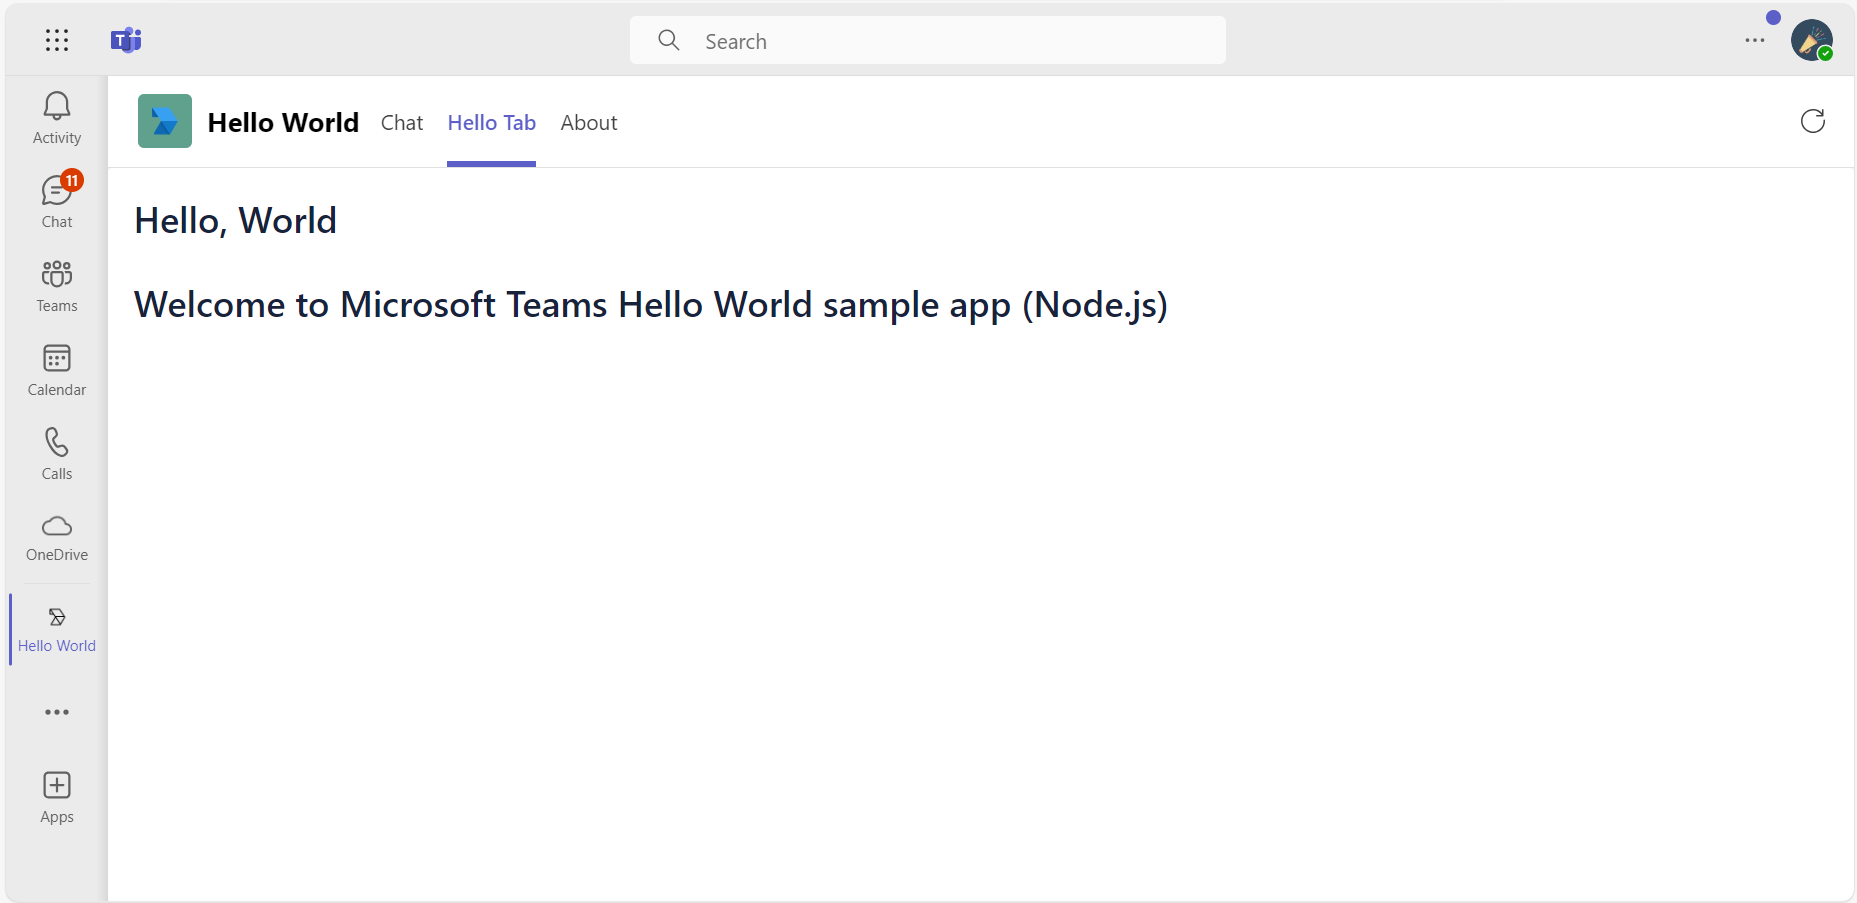 T
Search
Activity
11
Chat
Teams
Calendar
Calls
OneDrive
Hello World
Apps
Hello World
Chat
Hello Tab
About
Hello, World
Welcome to Microsoft Teams Hello World sample app (Node.js)